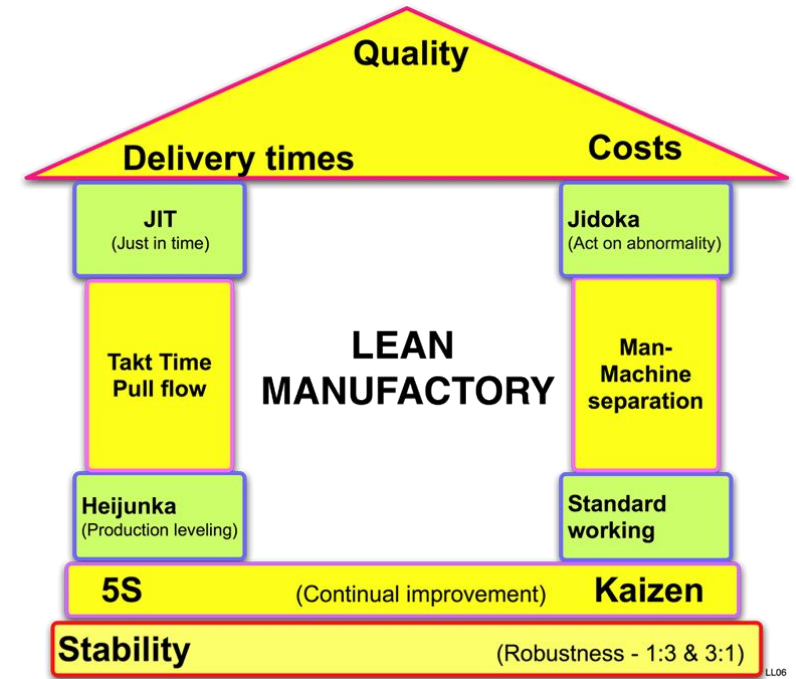 Quality
Delivery times
Costs
JIT
(Just in time)
Jidoka
(Act on abnormality)
Takt Time
Pull flow
LEAN
MANUFACTORY
Man-
Machine
separation
Heijunka
(Production leveling)
Standard
working
5S (Continual improvement) Kaizen
Stability (Robustness - 1:3 & 3:1)
LL06